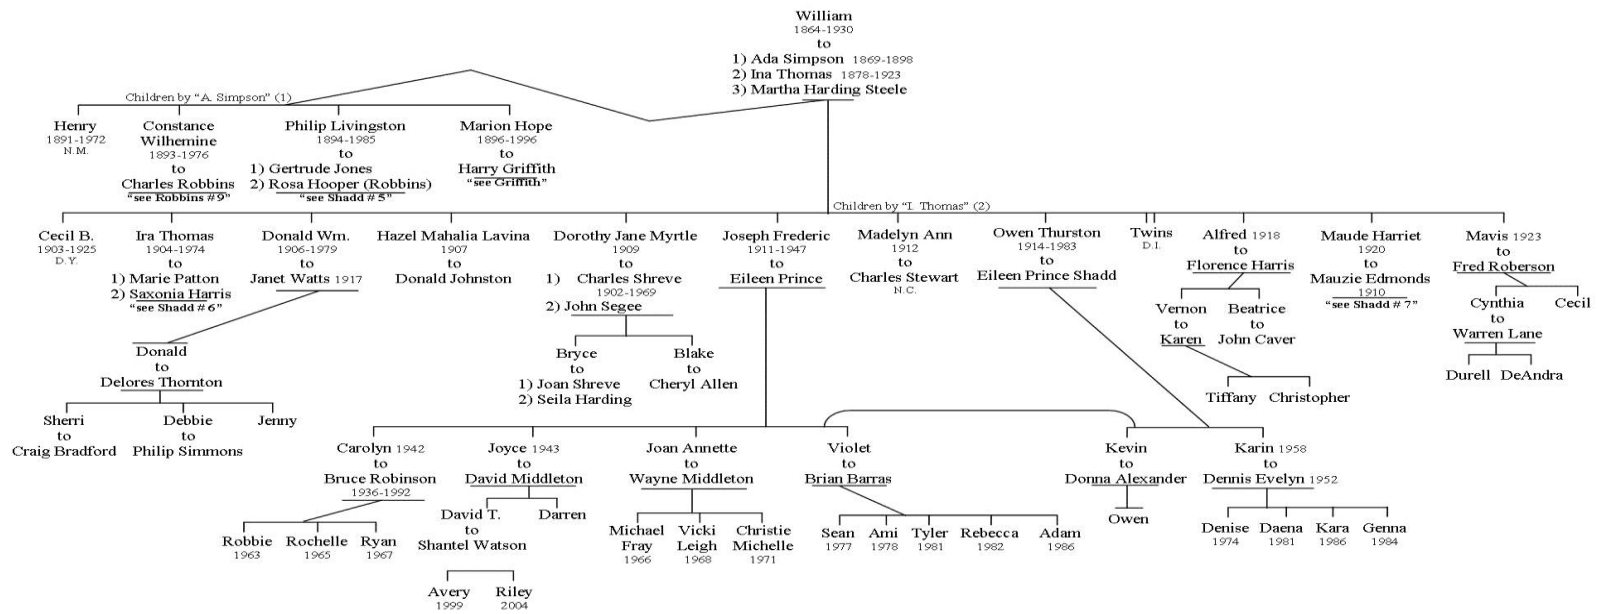 William
1864-1930
to
1) Ada Simpson 1869-1898
2) Ina Thomas 1878-1923
3) Martha Harding Steele
Children by "A. Simpson" (1)
Henry
1891-1972
N.M.
Constance
Wilhemine
1893-1976
to
Charles Robbins
"see Robbins #9"
Philip Livingston
1894-1985
to
1) Gertrude Jones
2) Rosa Hooper (Robbins)
"see Shadd # 5"
Marion Hope
1896-1996
to
Harry Griffith
"see Griffith"
Children by "I. Thomas" (2)
Cecil B.
1903-1925
D.Y.
Ira Thomas
1904-1974
to
1) Marie Patton
2) Saxonia Harris
"see Shadd # 6"
Donald Wm.
1906-1979
to
Janet Watts 1917
Hazel Mahalia Lavina
1907
to
Donald Johnston
Dorothy Jane Myrtle
1909
to
1) Charles Shreve
1902-1969
2) John Segee
Joseph Frederic
1911-1947
to
Eileen Prince
Madelyn Ann
1912
to
Charles Stewart
N.C.
Owen Thurston
1914-1983
to
Eileen Prince Shadd
Twins
D.I.
Alfred 1918
to
Florence Harris
Maude Harriet
1920
to
Mauzie Edmonds
1910
"see Shadd # 7"
Mavis 1923
to
Fred Roberson
Vernon
to
Karen
Beatrice
to
John Caver
Cynthia
to
Warren Lane
Cecil
Durell DeAndra
Tiffany Christopher
Donald
to
Delores Thornton
Bryce
to
1) Joan Shreve
2) Seila Harding
Blake
to
Cheryl Allen
Sherri
to
Craig Bradford
Debbie
to
Philip Simmons
Jenny
Carolyn 1942
to
Bruce Robinson
1936-1992
Joyce 1943
to
David Middleton
Joan Annette
to
Wayne Middleton
Violet
to
Brian Barras
Kevin
to
Donna Alexander
Karin 1958
to
Dennis Evelyn 1952
Robbie
1963
Rochelle
1965
Ryan
1967
David T.
to
Shantel Watson
Darren
Michael
Fray
1966
Vicki
Leigh
1968
Christie
Michelle
1971
Sean
1977
Ami
1978
Tyler
1981
Rebecca
1982
Adam
1986
Owen
Denise
1974
Daena
1981
Kara
1986
Genna
1984
Avery
1999
Riley
2004